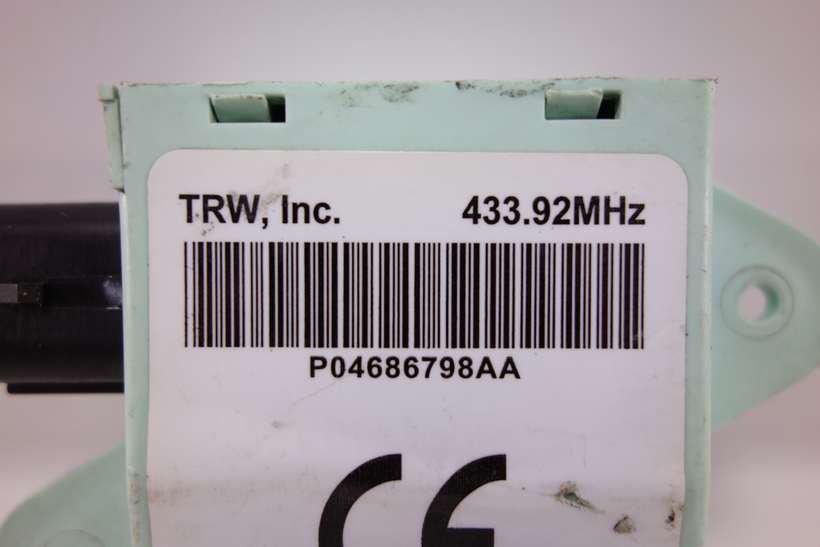 TRW, Inc. 433.92MHz
P04686798AA
CE